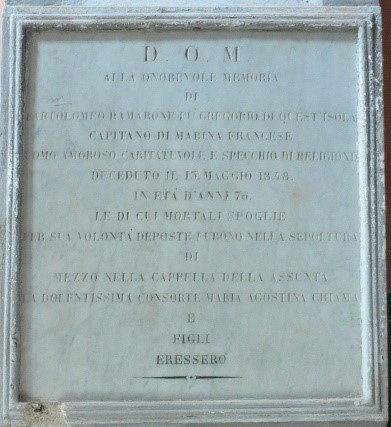 D. O. M.
ALLA ONOREVOLE MEMORIA
DI
BARTOLOMEO RAMARONE FU GREGORIO DI QUEST'ISOLA
CAPITANO DI MARINA FRANCESE
UOMO AMOROSO, CARITATEVOLE E SPECCHIO DI RELIGIONE
DECEDUTO IL 13. MAGGIO 1848.
IN ETÁ D'ANNI 76.
LE DI CUI MORTALI SPOGLIE
PER SUA VOLONTÁ DEPOSTE FURONO NELLA SEPOLTURA
DI
MEZZO NELLA CAPPELLA DELLA ASSUNTA
LA DOLENTISSIMA CONSORTE MARIA AGOSTINA CHIAMA
E
FIGLI
ERESSERO